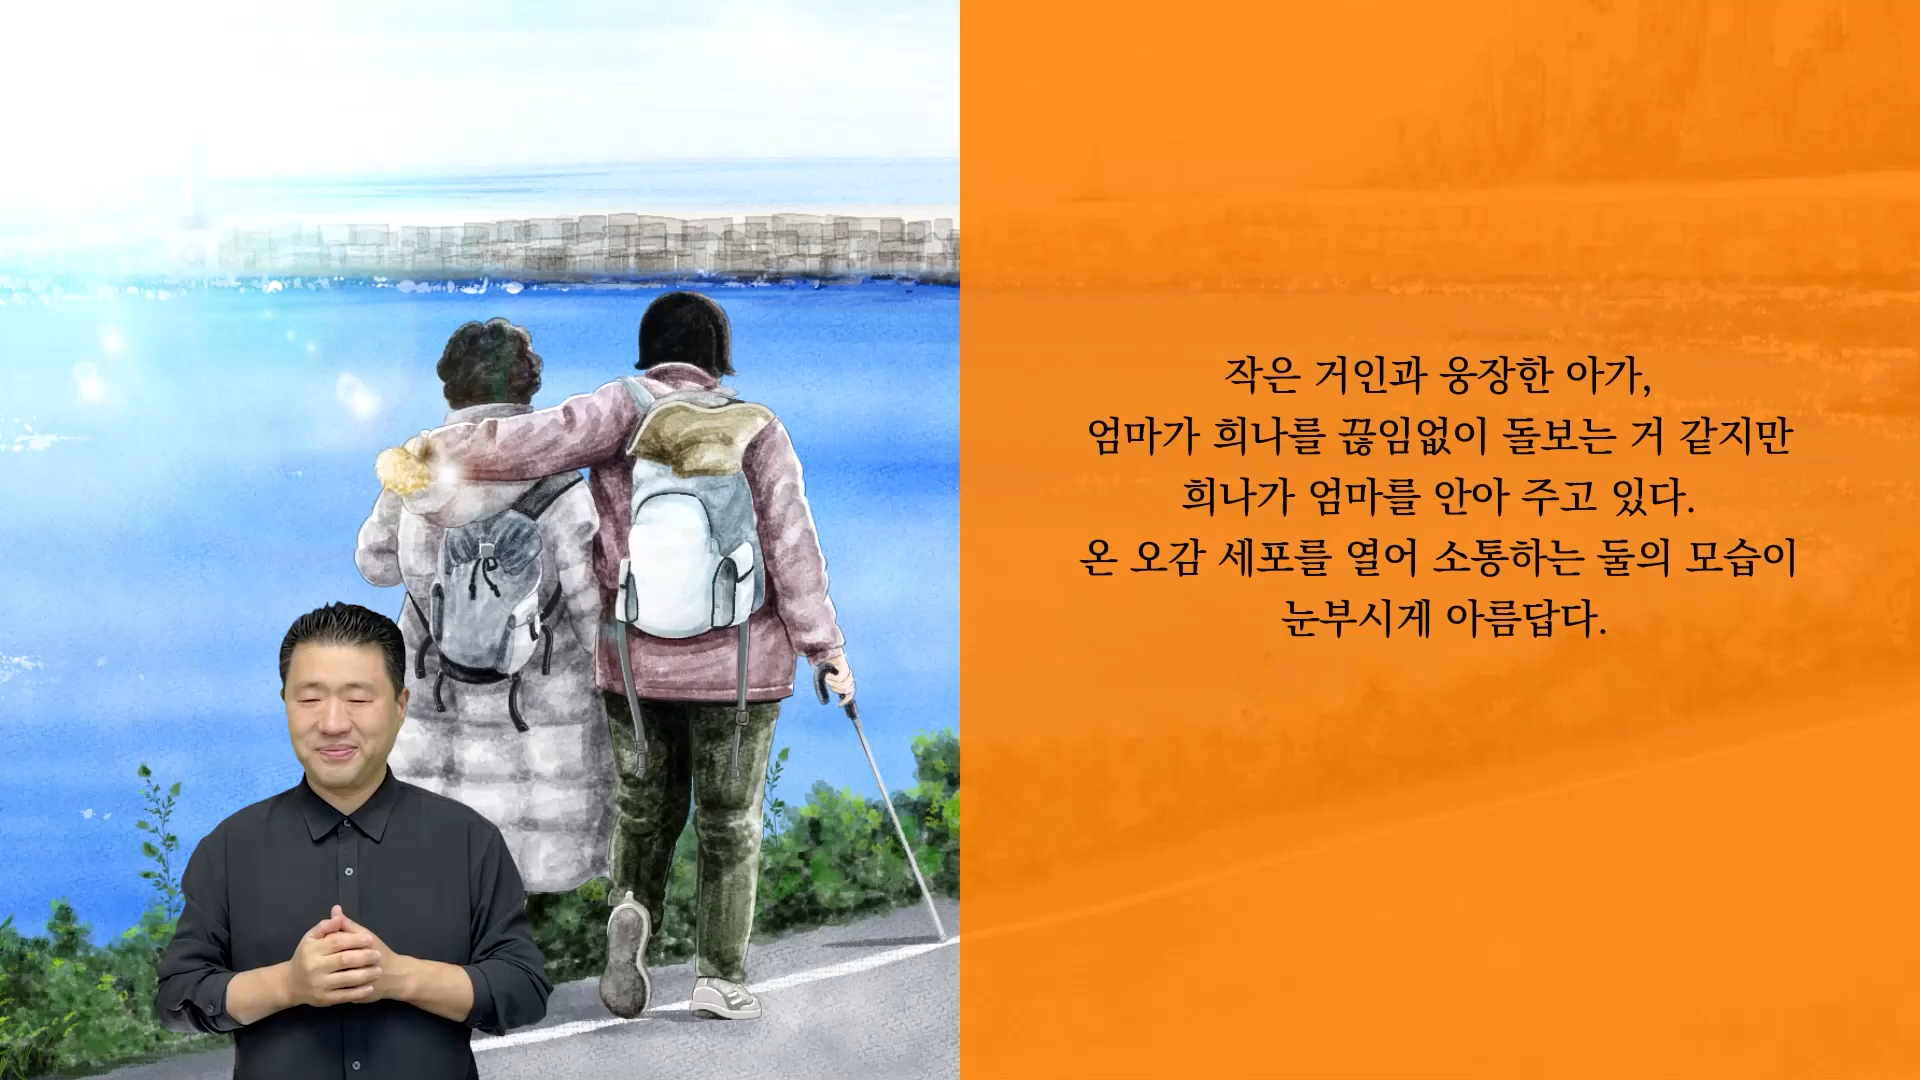 작은 거인과 웅장한 아가,
엄마가 희나를 끊임없이 돌보는 거 같지만
희나가 엄마를 안아 주고 있다.
온 오감 세포를 열어 소통하는 둘의 모습이
눈부시게 아름답다.